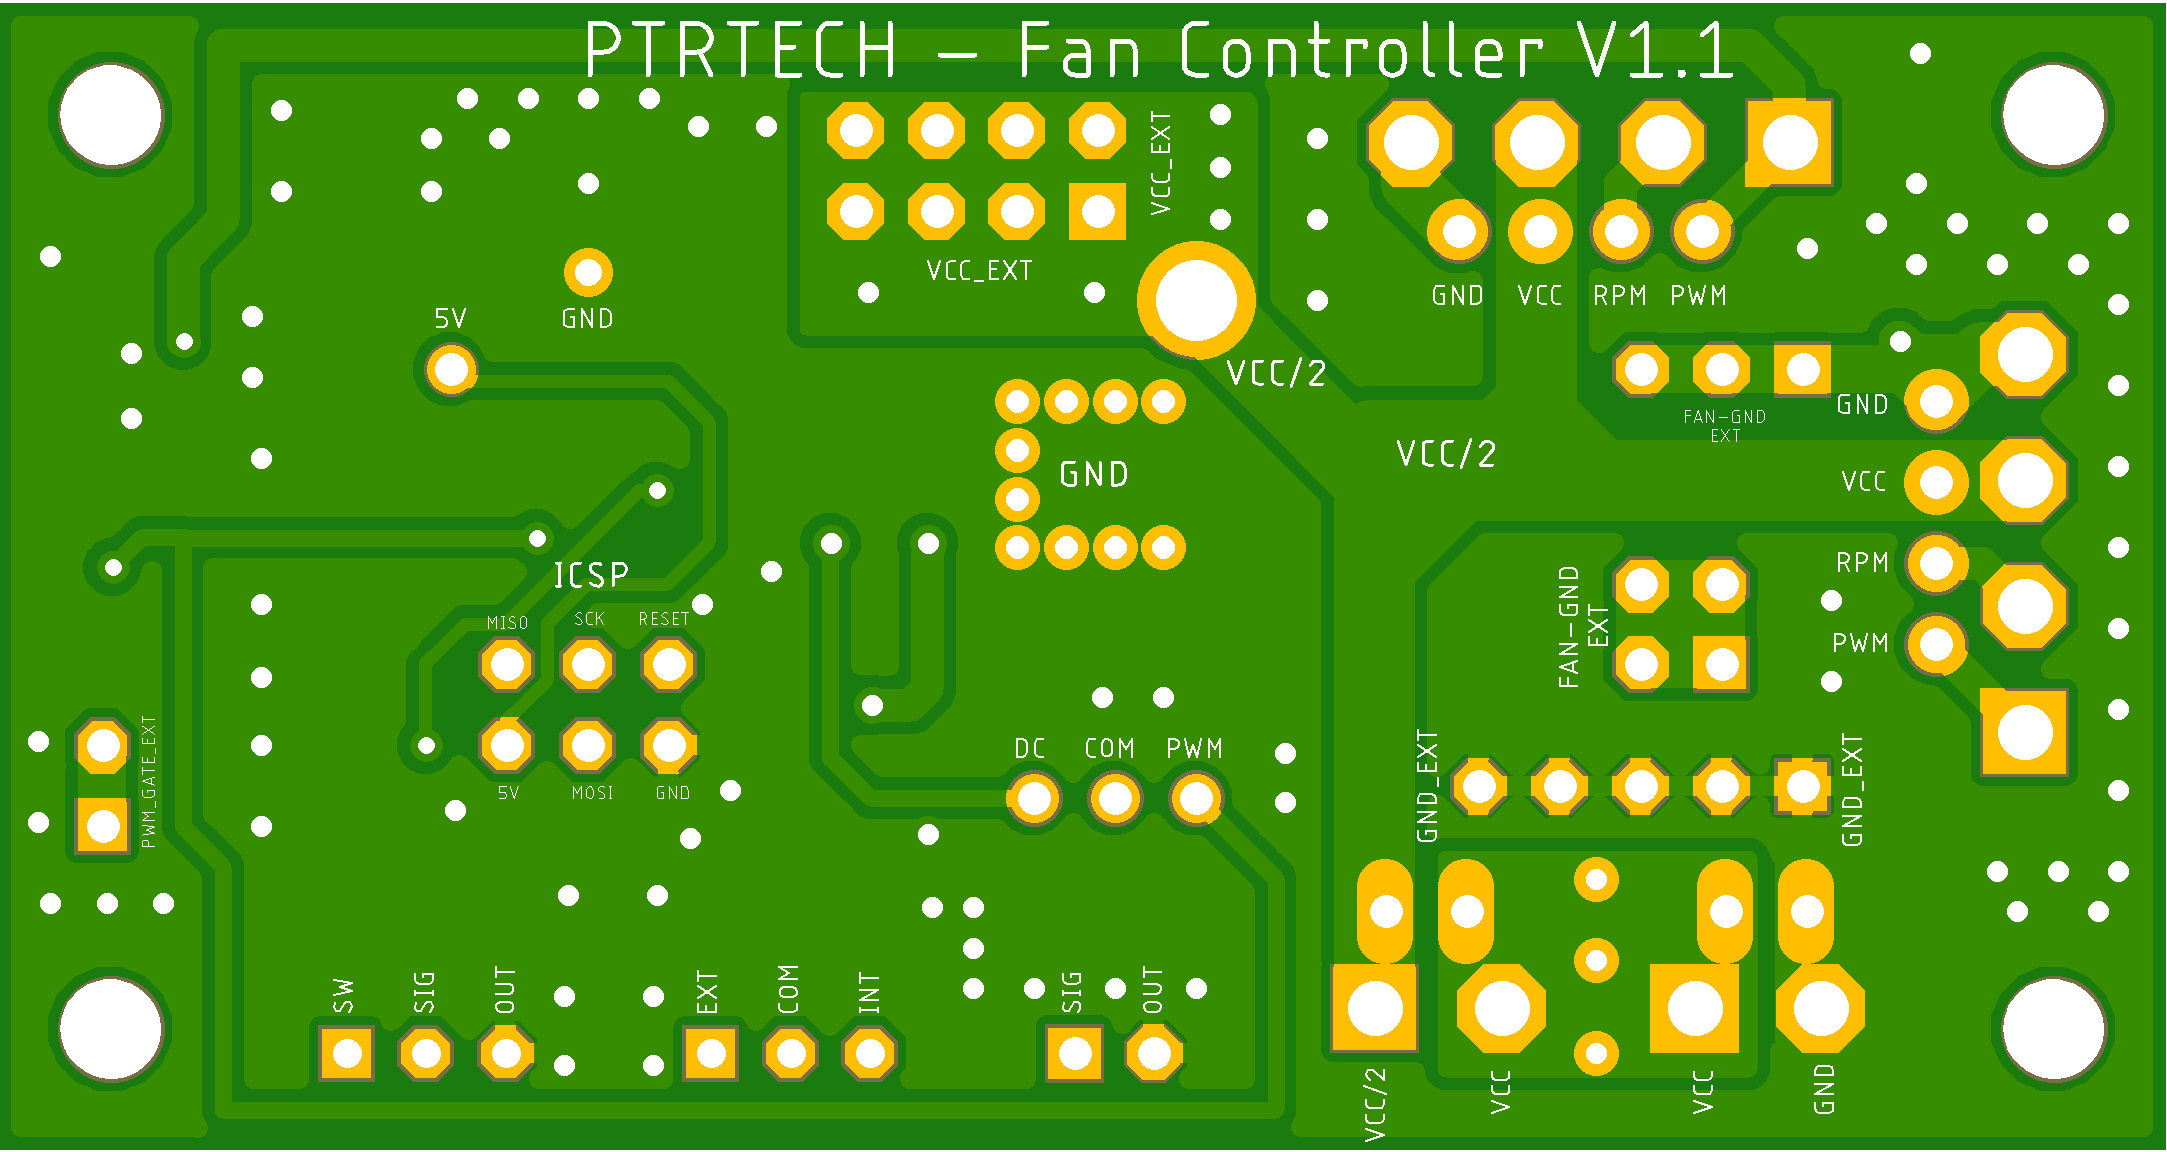 PTRTECH - Fan Controller V1.1
VCC_EXT
VCC_EXT
5V
GND
GND
VCC
RPM
PWM
VCC/2
FAN-GND
EXT
GND
VCC/2
GND
VCC
RPM
PWM
ICSP
MISO
SCK
RESET
5V
MOSI
GND
PWM_GATE_EXT
FAN-GND
EXT
DC
COM
PWM
GND_EXT
GND_EXT
SW
SIG
OUT
EXT
COM
INT
SIG
OUT
VCC/2
VCC
VCC
GND